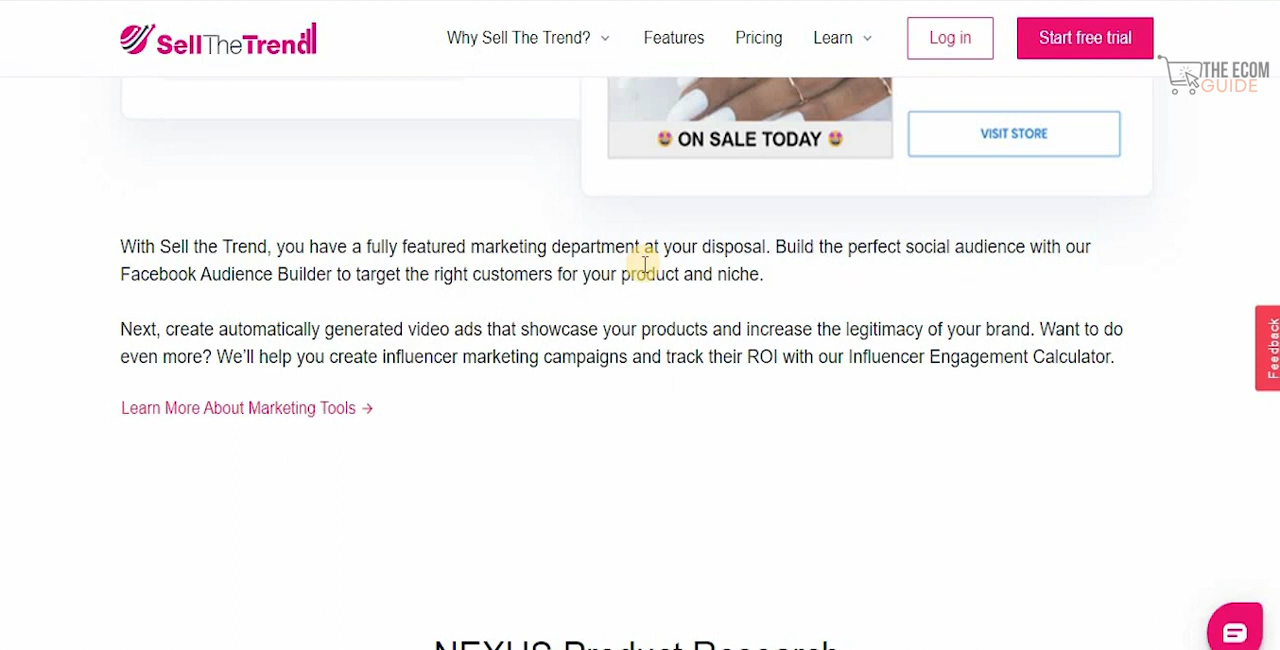 SellTheTrend
Why Sell The Trend?
Features
Pricing
Learn
Log in
Start free trial
THE ECOM
GUIDE
🤩 ON SALE TODAY 🤩
VISIT STORE
With Sell the Trend, you have a fully featured marketing department at your disposal. Build the perfect social audience with our
Facebook Audience Builder to target the right customers for your product and niche.
Next, create automatically generated video ads that showcase your products and increase the legitimacy of your brand. Want to do
even more? We'll help you create influencer marketing campaigns and track their ROI with our Influencer Engagement Calculator.
Learn More About Marketing Tools →
Feedback
NEXUS Product Research